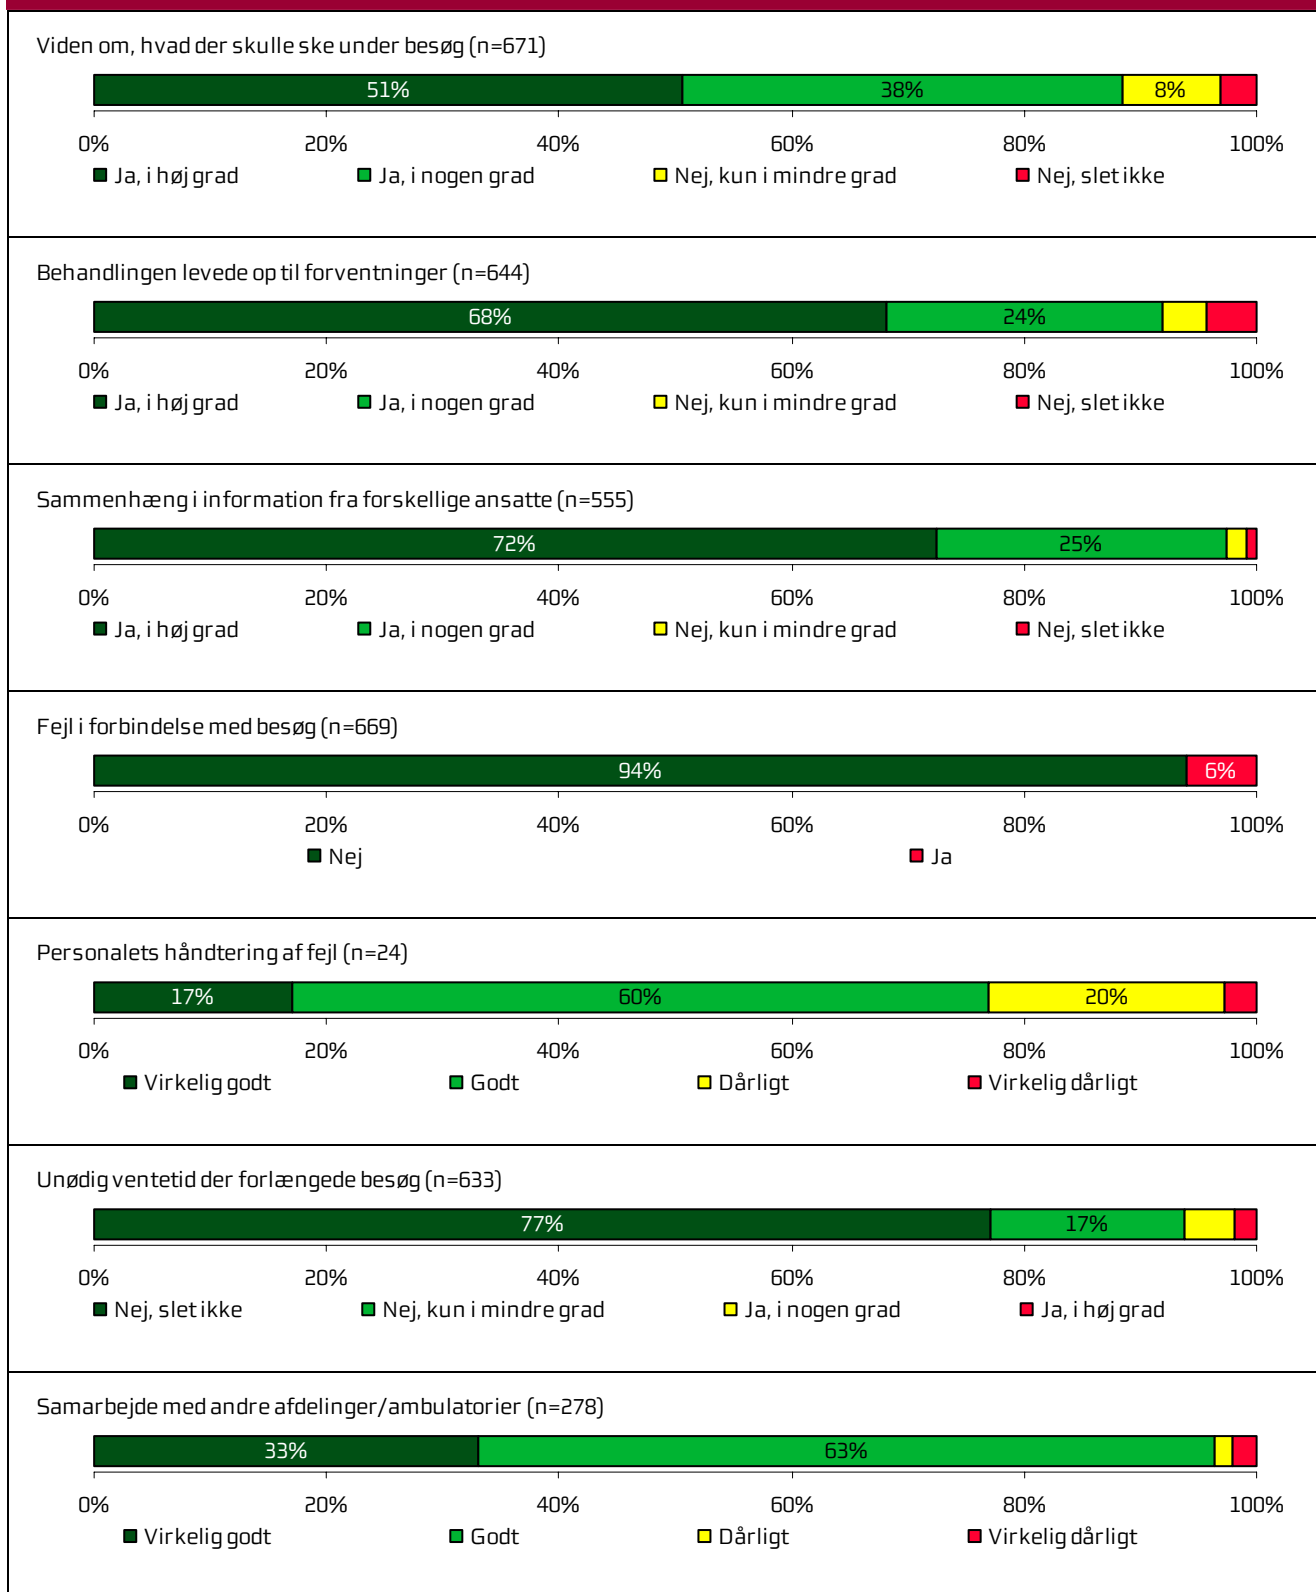 Viden om, hvad der skulle ske under besøg (n=671)
51% 38% 8%
0% 20% 40% 60% 80% 100%
Ja, i høj grad Ja, i nogen grad Nej, kun i mindre grad Nej, slet ikke
Behandlingen levede op til forventninger (n=644)
68% 24%
0% 20% 40% 60% 80% 100%
Ja, i høj grad Ja, i nogen grad Nej, kun i mindre grad Nej, slet ikke
Sammenhæng i information fra forskellige ansatte (n=555)
72% 25%
0% 20% 40% 60% 80% 100%
Ja, i høj grad Ja, i nogen grad Nej, kun i mindre grad Nej, slet ikke
Fejl i forbindelse med besøg (n=669)
94% 6%
0% 20% 40% 60% 80% 100%
Nej Ja
Personalets håndtering af fejl (n=24)
17% 60% 20%
0% 20% 40% 60% 80% 100%
Virkelig godt Godt Dårligt Virkelig dårligt
Unødig ventetid der forlængede besøg (n=633)
77% 17%
0% 20% 40% 60% 80% 100%
Nej, slet ikke Nej, kun i mindre grad Ja, i nogen grad Ja, i høj grad
Samarbejde med andre afdelinger/ambulatorier (n=278)
33% 63%
0% 20% 40% 60% 80% 100%
Virkelig godt Godt Dårligt Virkelig dårligt